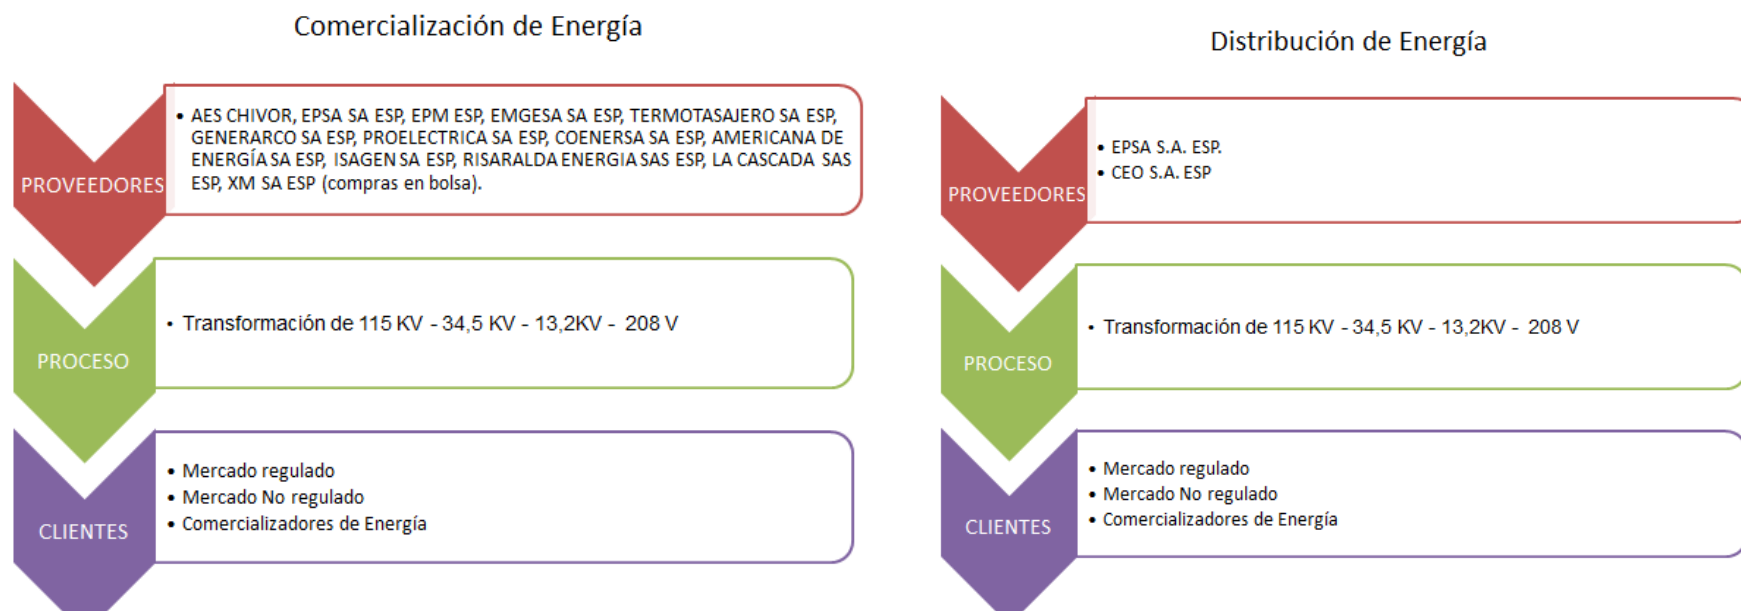 Comercialización de Energía
PROVEEDORES
• AES CHIVOR, EPSA SA ESP, EPM ESP, EMGESA SA ESP, TERMOTASAJERO SA ESP,
GENERARCO SA ESP, PROELECTRICA SA ESP, COENERSA SA ESP, AMERICANA DE
ENERGÍA SA ESP, ISAGEN SA ESP, RISARALDA ENERGIA SAS ESP, LA CASCADA SAS
ESP, XM SA ESP (compras en bolsa).
PROCESO
• Transformación de 115 KV - 34,5 KV - 13,2KV - 208 V
CLIENTES
• Mercado regulado
• Mercado No regulado
• Comercializadores de Energía
Distribución de Energía
PROVEEDORES
• EPSA S.A. ESP.
• CEO S.A. ESP
PROCESO
• Transformación de 115 KV - 34,5 KV - 13,2KV - 208 V
CLIENTES
• Mercado regulado
• Mercado No regulado
• Comercializadores de Energía